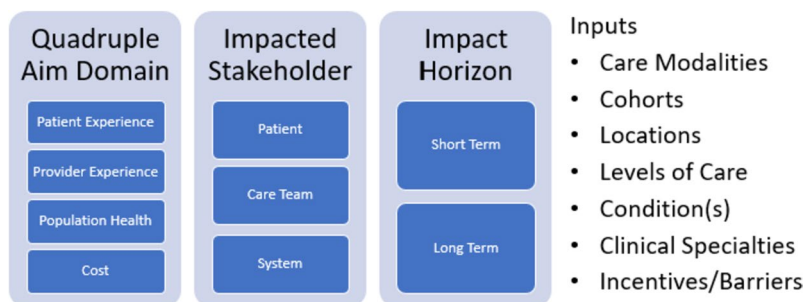 Quadruple
Aim Domain
Patient Experience
Provider Experience
Population Health
Cost
Impacted
Stakeholder
Patient
Care Team
System
Impact
Horizon
Short Term
Long Term
Inputs
• Care Modalities
• Cohorts
• Locations
• Levels of Care
• Condition(s)
• Clinical Specialties
• Incentives/Barriers